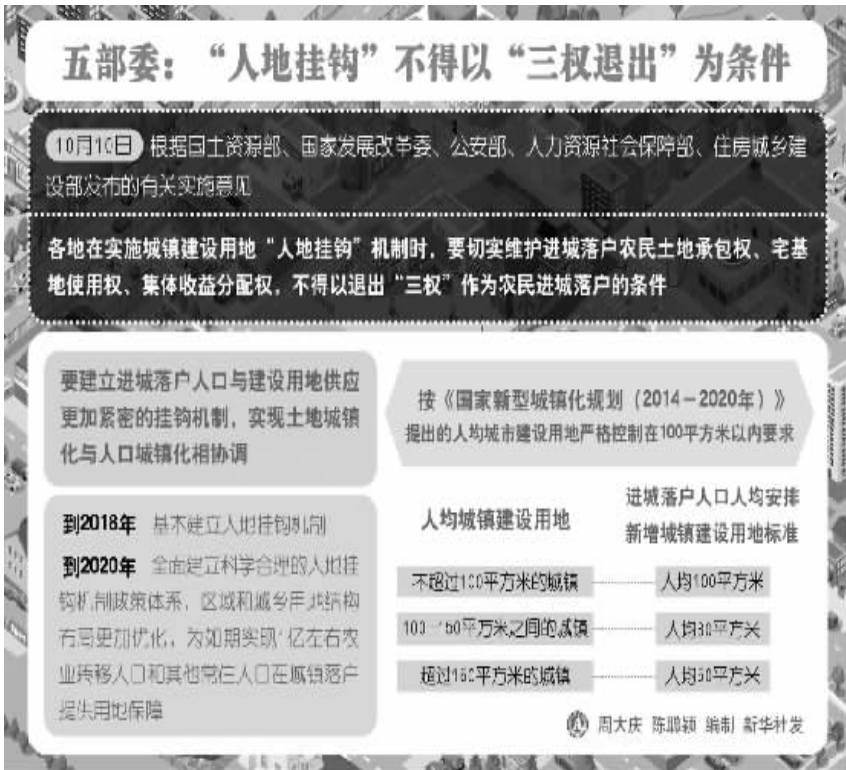 五部委：“人地挂钩”不得以“三权退出”为条件
10月10日 根据国土资源部、国家发展改革委、公安部、人力资源社会保障部、住房城乡建
设部发布的有关实施意见
各地在实施城镇建设用地“人地挂钩”机制时，要切实维护进城落户农民土地承包权、宅基
地使用权、集体收益分配权，不得以退出“三权”作为农民进城落户的条件
要建立进城落户人口与建设用地供应
更加紧密的挂钩机制，实现土地城镇
化与人口城镇化相协调
到2018年 基本建立人地挂钩机制
到2020年 全面建立科学合理的人地挂
钩机制政策体系，区域和城乡用地结构
布局更加优化，为如期实现1亿左右农
业转移人口和其他常住人口在城镇落户
提供用地保障
按《国家新型城镇化规划（2014－2020年）》
提出的人均城市建设用地严格控制在100平方米以内要求
人均城镇建设用地
进城落户人口人均安排
新增城镇建设用地标准
不超过100平方米的城镇 人均100平方米
100－150平方米之间的城镇 人均80平方米
超过150平方米的城镇 人均50平方米
周大庆 陈聪颖 编制 新华社发